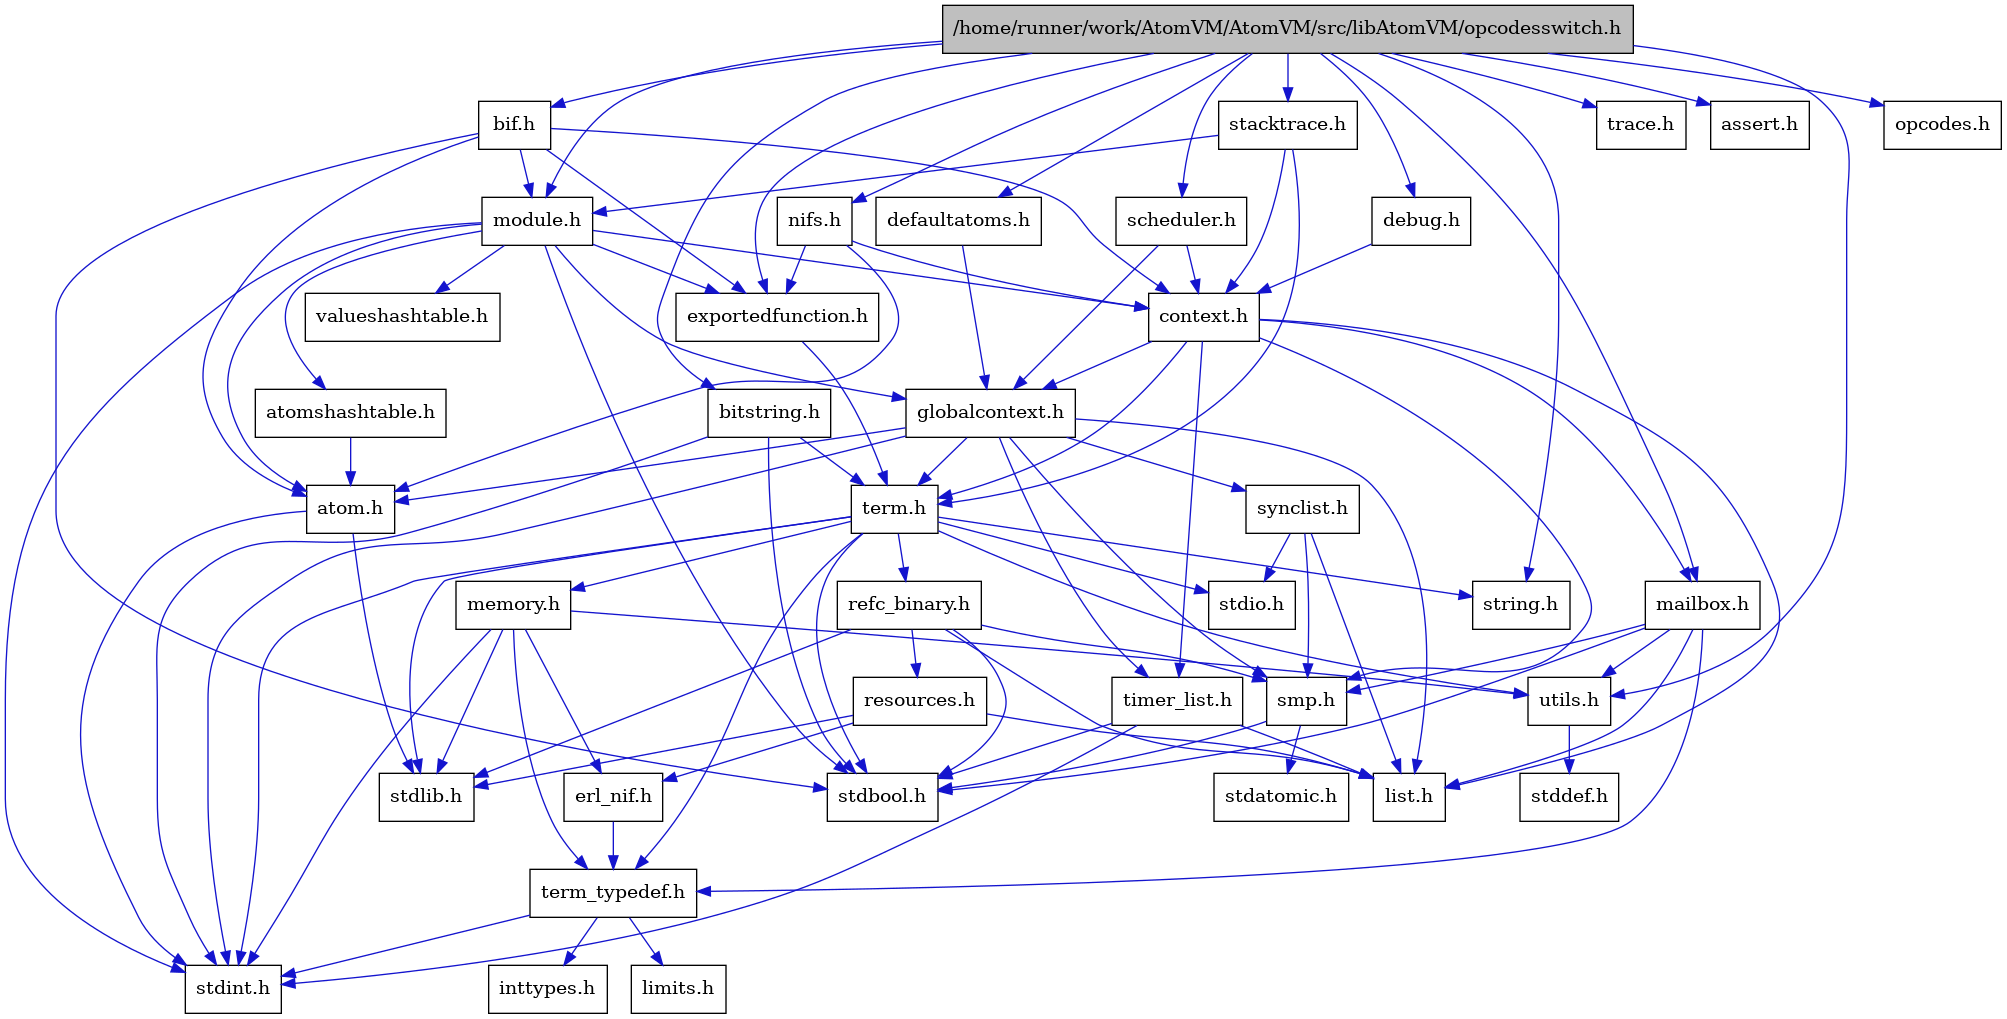 /home/runner/work/AtomVM/AtomVM/src/libAtomVM/opcodesswitch.h
bif.h
stacktrace.h
trace.h
assert.h
opcodes.h
module.h
nifs.h
defaultatoms.h
scheduler.h
debug.h
valueshashtable.h
exportedfunction.h
context.h
atomshashtable.h
bitstring.h
globalcontext.h
atom.h
term.h
synclist.h
memory.h
refc_binary.h
stdio.h
string.h
mailbox.h
resources.h
timer_list.h
smp.h
utils.h
stdlib.h
erl_nif.h
stdbool.h
stdatomic.h
list.h
stddef.h
term_typedef.h
stdint.h
inttypes.h
limits.h